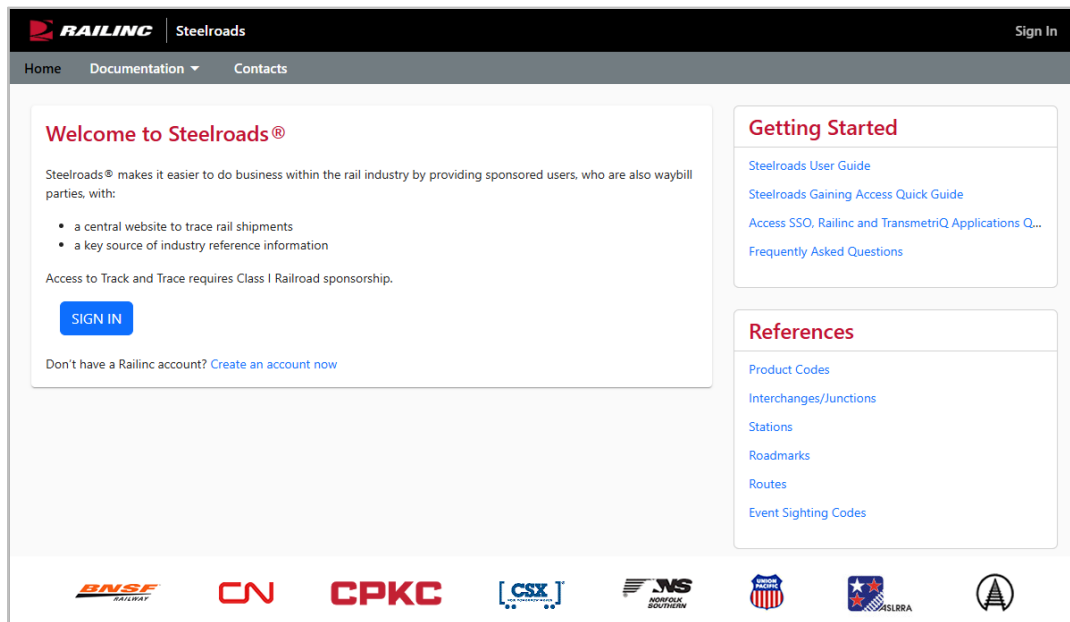 RAILINC Steelroads Sign In
Home Documentation Contacts
Welcome to Steelroads®
Steelroads® makes it easier to do business within the rail industry by providing sponsored users, who are also waybill
parties, with:
• a central website to trace rail shipments
• a key source of industry reference information
Access to Track and Trace requires Class I Railroad sponsorship.
SIGN IN
Don't have a Railinc account? Create an account now
Getting Started
Steelroads User Guide
Steelroads Gaining Access Quick Guide
Access SSO, Railinc and TransmetriQ Applications Q...
Frequently Asked Questions
References
Product Codes
Interchanges/Junctions
Stations
Roadmarks
Routes
Event Sighting Codes
BNSF
RAILWAY
CN
CPKC
[CSX]
HOW TOMORROW MOVES
NS
NORFOLK
SOUTHERN
UNION
PACIFIC
ASLRRA